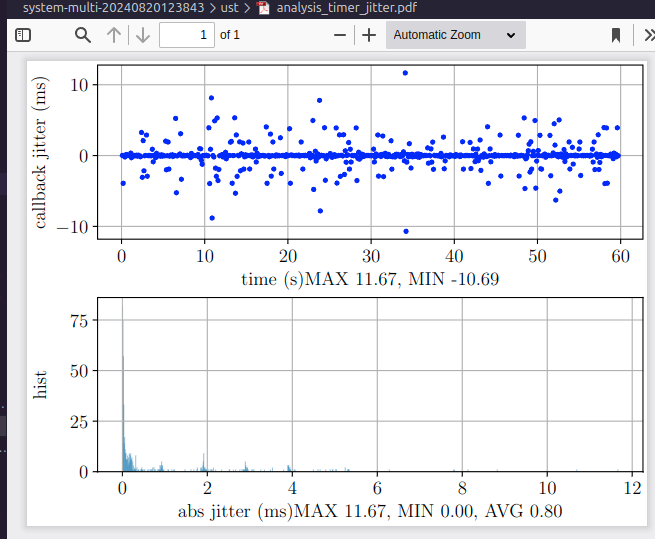 system-multi-20240820123843 > ust > analysis_timer_jitter.pdf
1 of 1 Automatic Zoom
callback jitter (ms)
10
0
−10
0 10 20 30 40 50 60
time (s)MAX 11.67, MIN -10.69
hist
75
50
25
0
0 2 4 6 8 10 12
abs jitter (ms)MAX 11.67, MIN 0.00, AVG 0.80